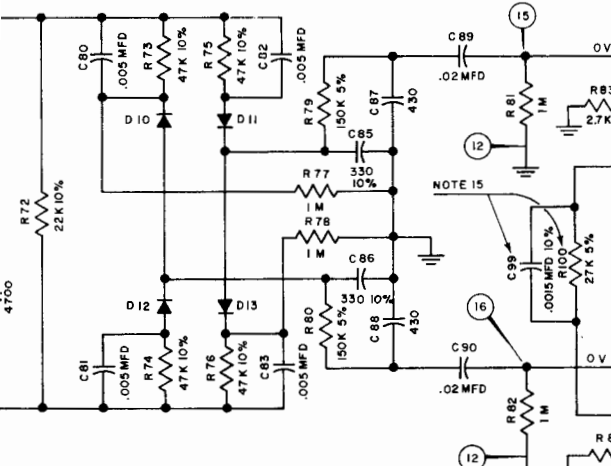 C80
.005 MFD
R73
47K 10%
R75
47K 10%
C82
.005 MFD
C89
.02 MFD
15
0V
R79
150K 5%
C87
430
R81
1M
R83
2.7K
D10
D11
C85
330
10%
12
R77
1M
NOTE 15
R72
22K 10%
R78
1M
C99
.0015 MFD 10%
R100
27K 5%
4700
C86
330 10%
D12
D13
R80
150K 5%
C88
430
16
C81
.005 MFD
R74
47K 10%
R76
47K 10%
C83
.005 MFD
C90
.02 MFD
0V
R82
1M
12
R8